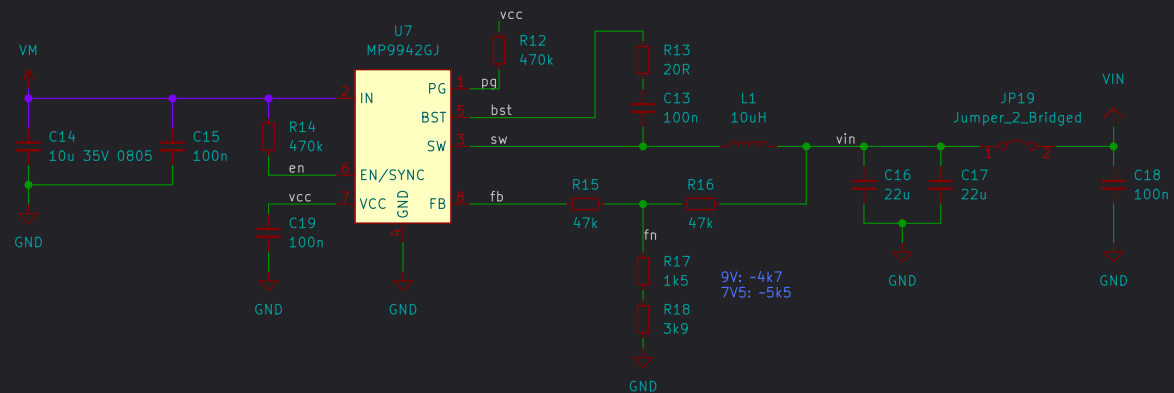 VM
U7
MP9942GJ
vcc
R12
470k
R13
20R
VIN
PG
1
pg
2
IN
C13
100n
L1
10uH
JP19
Jumper_2_Bridged
BST
5
bst
C14
10u 35V 0805
C15
100n
R14
470k
SW
3
sw
vin
1
2
en
6
EN/SYNC
C16
22u
C17
22u
C18
100n
vcc
7
VCC
GND
FB
8
fb
R15
47k
R16
47k
C19
100n
4
fn
GND
R17
1k5
9V: ~4k7
7V5: ~5k5
GND
GND
GND
GND
R18
3k9
GND